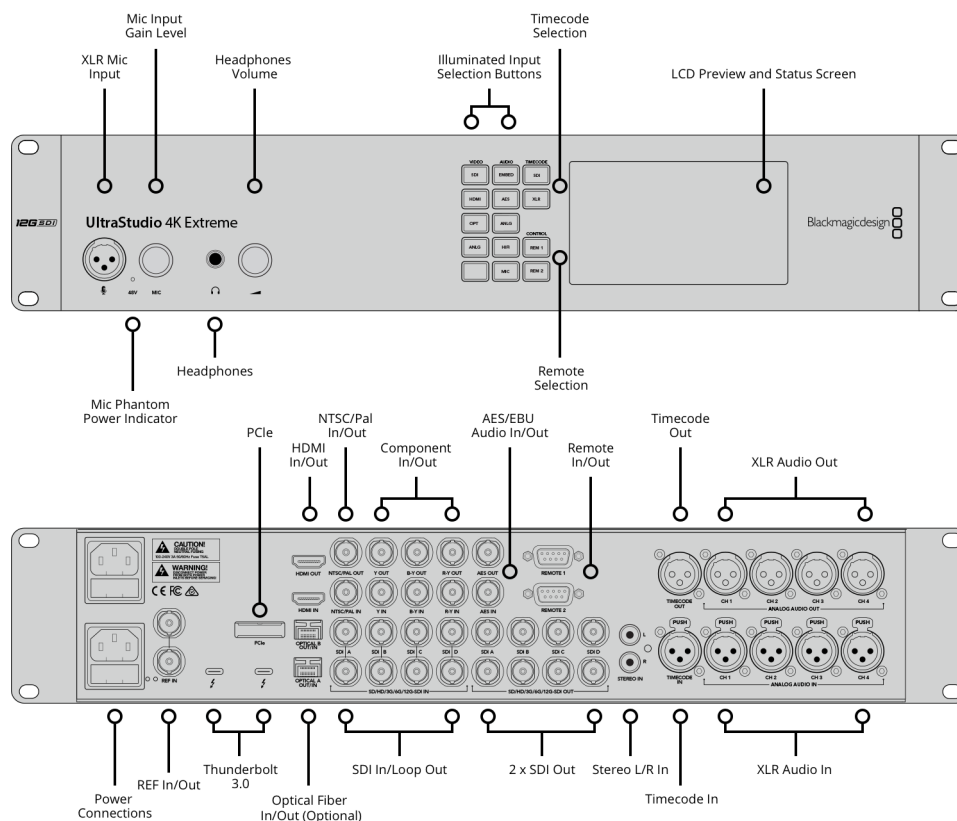 Mic Input
Gain Level
Timecode
Selection
XLR Mic
Input
Headphones
Volume
Illuminated Input
Selection Buttons
LCD Preview and Status Screen
VIDEO AUDIO TIMECODE
SDI EMBED SDI
HDMI AES XLR
OPT ANLG
CONTROL
ANLG HIFI REM 1
MIC REM 2
12G SDI
UltraStudio 4K Extreme
Blackmagicdesign
48V MIC
Headphones
Remote
Selection
Mic Phantom
Power Indicator
PCIe
HDMI
In/Out
NTSC/Pal
In/Out
Component
In/Out
AES/EBU
Audio In/Out
Remote
In/Out
Timecode
Out
XLR Audio Out
CAUTION!
WARNING!
HDMI OUT NTSC/PAL OUT Y OUT B-Y OUT R-Y OUT AES OUT REMOTE 1
TIMECODE
OUT
CH 1 CH 2 CH 3 CH 4
ANALOG AUDIO OUT
HDMI IN NTSC/PAL IN Y IN B-Y IN R-Y IN AES IN REMOTE 2
PUSH PUSH PUSH PUSH PUSH
PCIe
OPTICAL B
OUT/IN
SDI A SDI B SDI C SDI D SDI A SDI B SDI C SDI D
L
R
STEREO IN
REF IN
OPTICAL A
OUT/IN
SD/HD/3G/6G/12G-SDI IN SD/HD/3G/6G/12G-SDI OUT
TIMECODE
IN
CH 1 CH 2 CH 3 CH 4
ANALOG AUDIO IN
Power
Connections
REF In/Out
Thunderbolt
3.0
Optical Fiber
In/Out (Optional)
SDI In/Loop Out
2 x SDI Out
Stereo L/R In
Timecode In
XLR Audio In